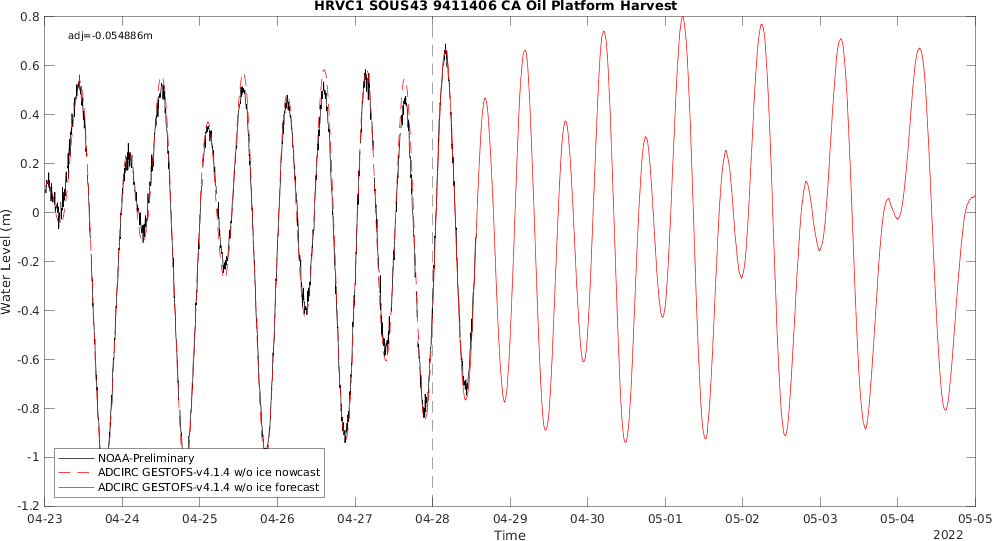 HRVC1 SOUS43 9411406 CA Oil Platform Harvest
adj=-0.054886m
0.8
0.6
0.4
0.2
0
-0.2
-0.4
-0.6
-0.8
-1
-1.2
Water Level (m)
NOAA-Preliminary
ADCIRC GESTOFS-v4.1.4 w/o ice nowcast
ADCIRC GESTOFS-v4.1.4 w/o ice forecast
04-23 04-24 04-25 04-26 04-27 04-28 04-29 04-30 05-01 05-02 05-03 05-04 05-05
Time
2022